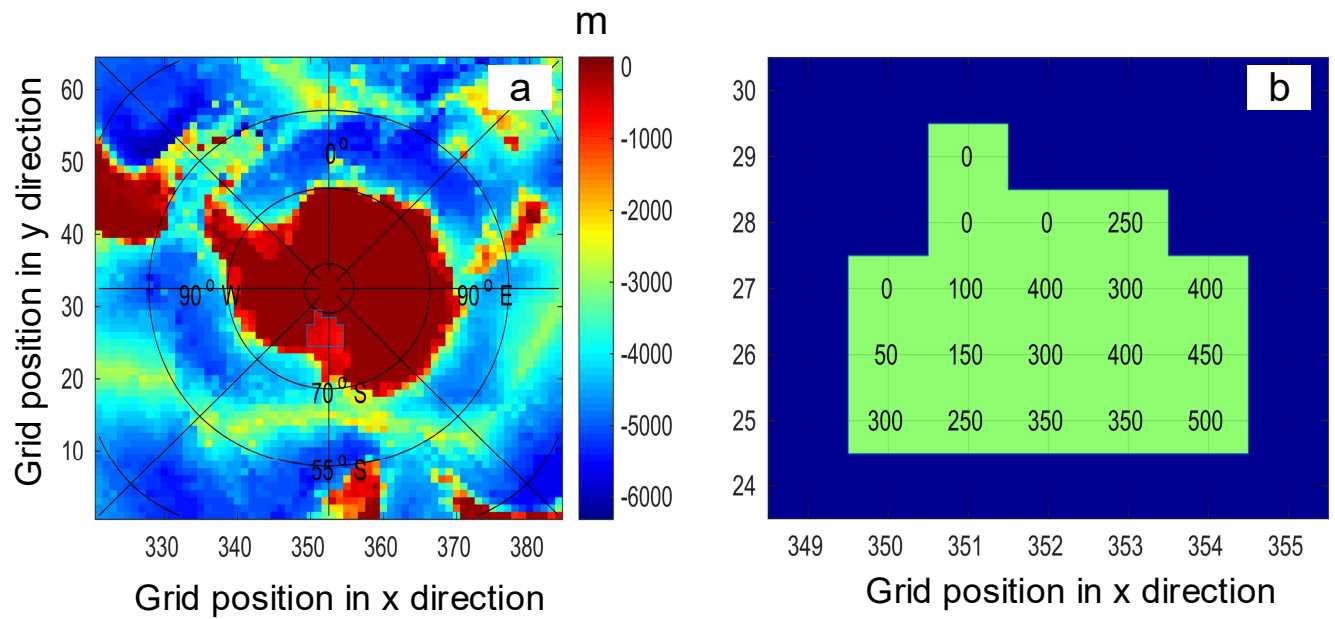 m
a
b
Grid position in y direction
60
50
40
30
20
10
0°
90° W
90° E
70° S
55° S
330
340
350
360
370
380
Grid position in x direction
0
-1000
-2000
-3000
-4000
-5000
-6000
30
29
28
27
26
25
24
0
0 0 250
0 100 400 300 400
50 150 300 400 450
300 250 350 350 500
349 350 351 352 353 354 355
Grid position in x direction